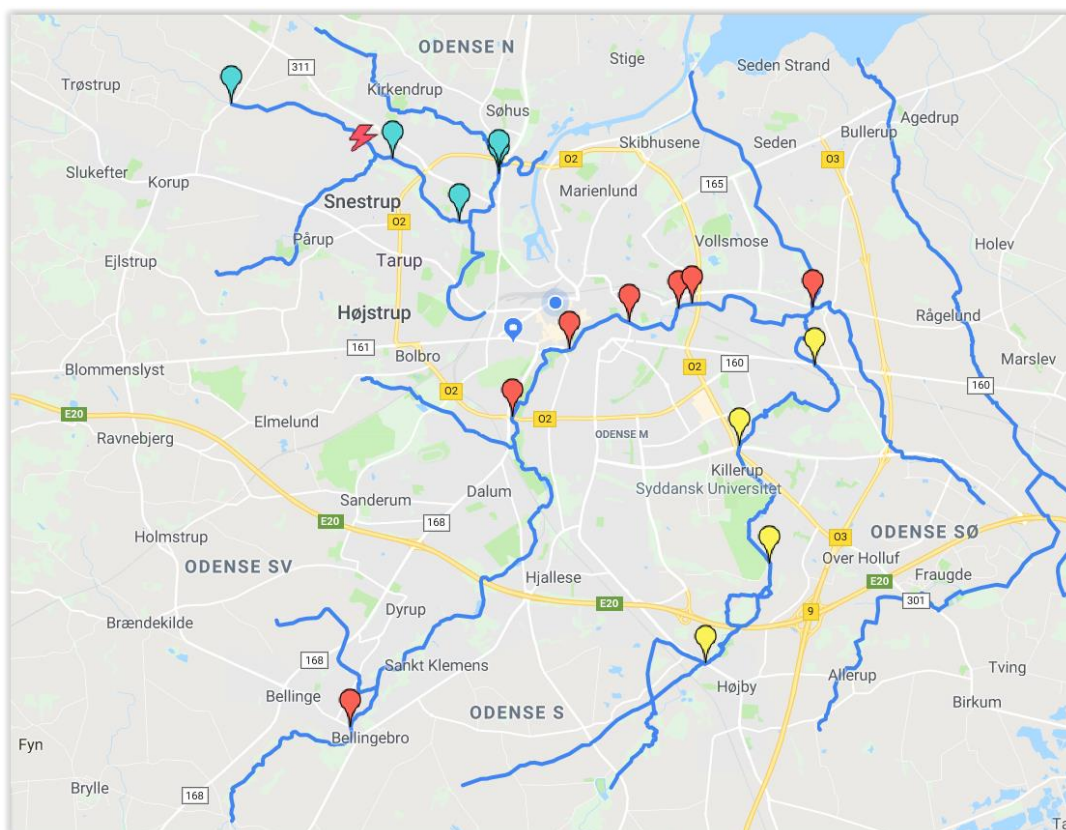 ODENSE N
Stige
Seden Strand
311
Trøstrup
Kirkendrup
Søhus
Agedrup
Bullerup
Skibhusene
Seden
O2
O3
Slukefter
Korup
Marienlund
165
Snestrup
O2
Pårup
Vollsmose
Holev
Ejlstrup
Tarup
Højstrup
Rågelund
161
Bolbro
160
Marslev
Blommenslyst
O2
160
O2
E20
Elmelund
O2
Ravnebjerg
ODENSE M
Killerup
Syddansk Universitet
Dalum
Sanderum
168
E20
Holmstrup
ODENSE SØ
O3
Over Holluf
ODENSE SV
Hjallese
E20
Fraugde
E20
301
Dyrup
9
Brændekilde
168
Sankt Klemens
Tving
Allerup
Bellinge
Højby
Birkum
ODENSE S
Bellingebro
Fyn
Brylle
168
Ta